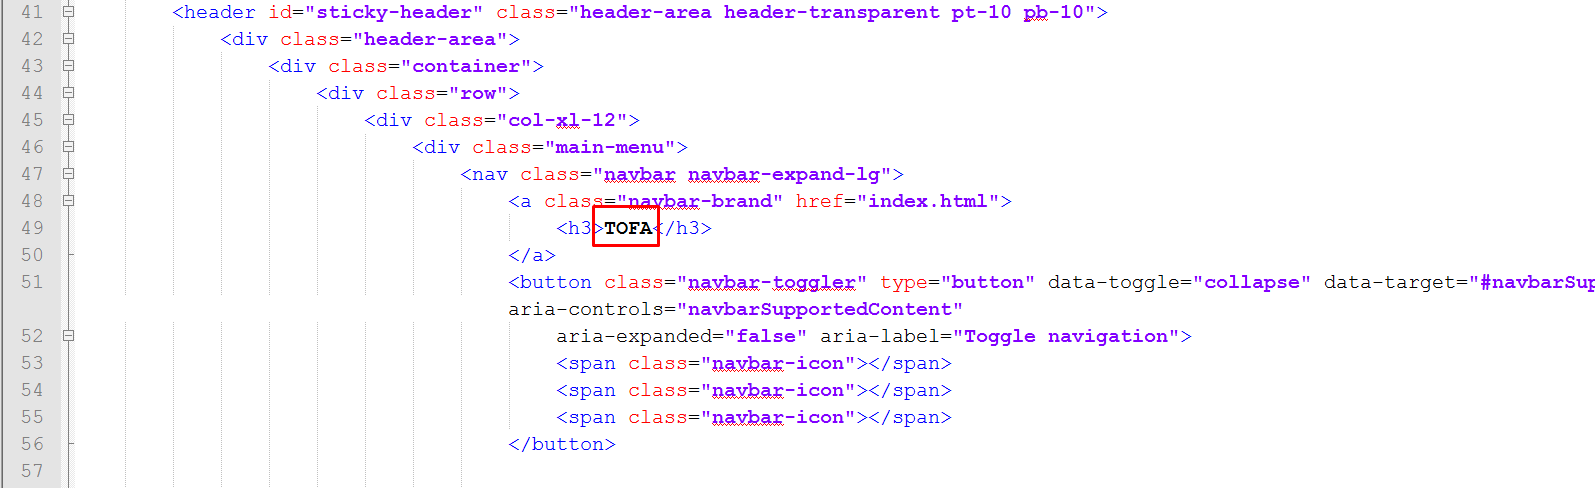 41 <header id="sticky-header" class="header-area header-transparent pt-10 pb-10">
42 <div class="header-area">
43 <div class="container">
44 <div class="row">
45 <div class="col-xl-12">
46 <div class="main-menu">
47 <nav class="navbar navbar-expand-lg">
48 <a class="navbar-brand" href="index.html">
49 <h3>TOFA</h3>
50 </a>
51 <button class="navbar-toggler" type="button" data-toggle="collapse" data-target="#navbarSup
aria-controls="navbarSupportedContent"
52 aria-expanded="false" aria-label="Toggle navigation">
53 <span class="navbar-icon"></span>
54 <span class="navbar-icon"></span>
55 <span class="navbar-icon"></span>
56 </button>
57